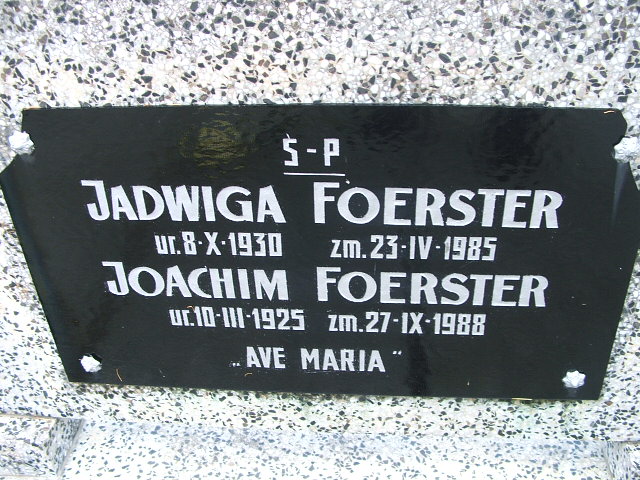 Ś-P
JADWIGA FOERSTER
ur. 8-X-1930 zm. 23-IV-1985
JOACHIM FOERSTER
ur. 10-III-1925 zm. 27-IX-1988
„AVE MARIA"